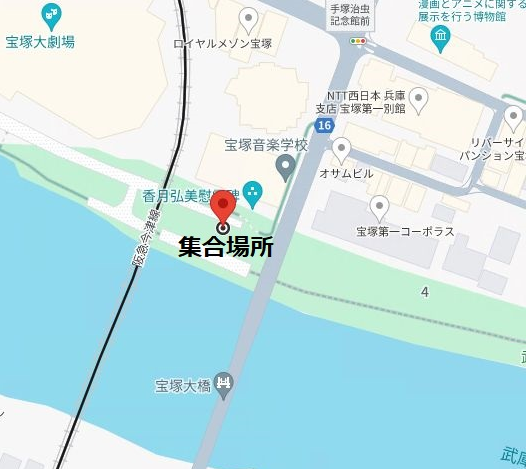 手塚治虫
記念館前
漫画とアニメに関する
展示を行う博物館
宝塚大劇場
ロイヤルメゾン宝塚
NTT西日本 兵庫
支店 宝塚第一別館
16
リバーサイ
パンション宝
宝塚音楽学校
オサムビル
香月弘美慰
碑
宝塚第一コーポラス
阪急今津線
集合場所
4
宝塚大橋
武庫